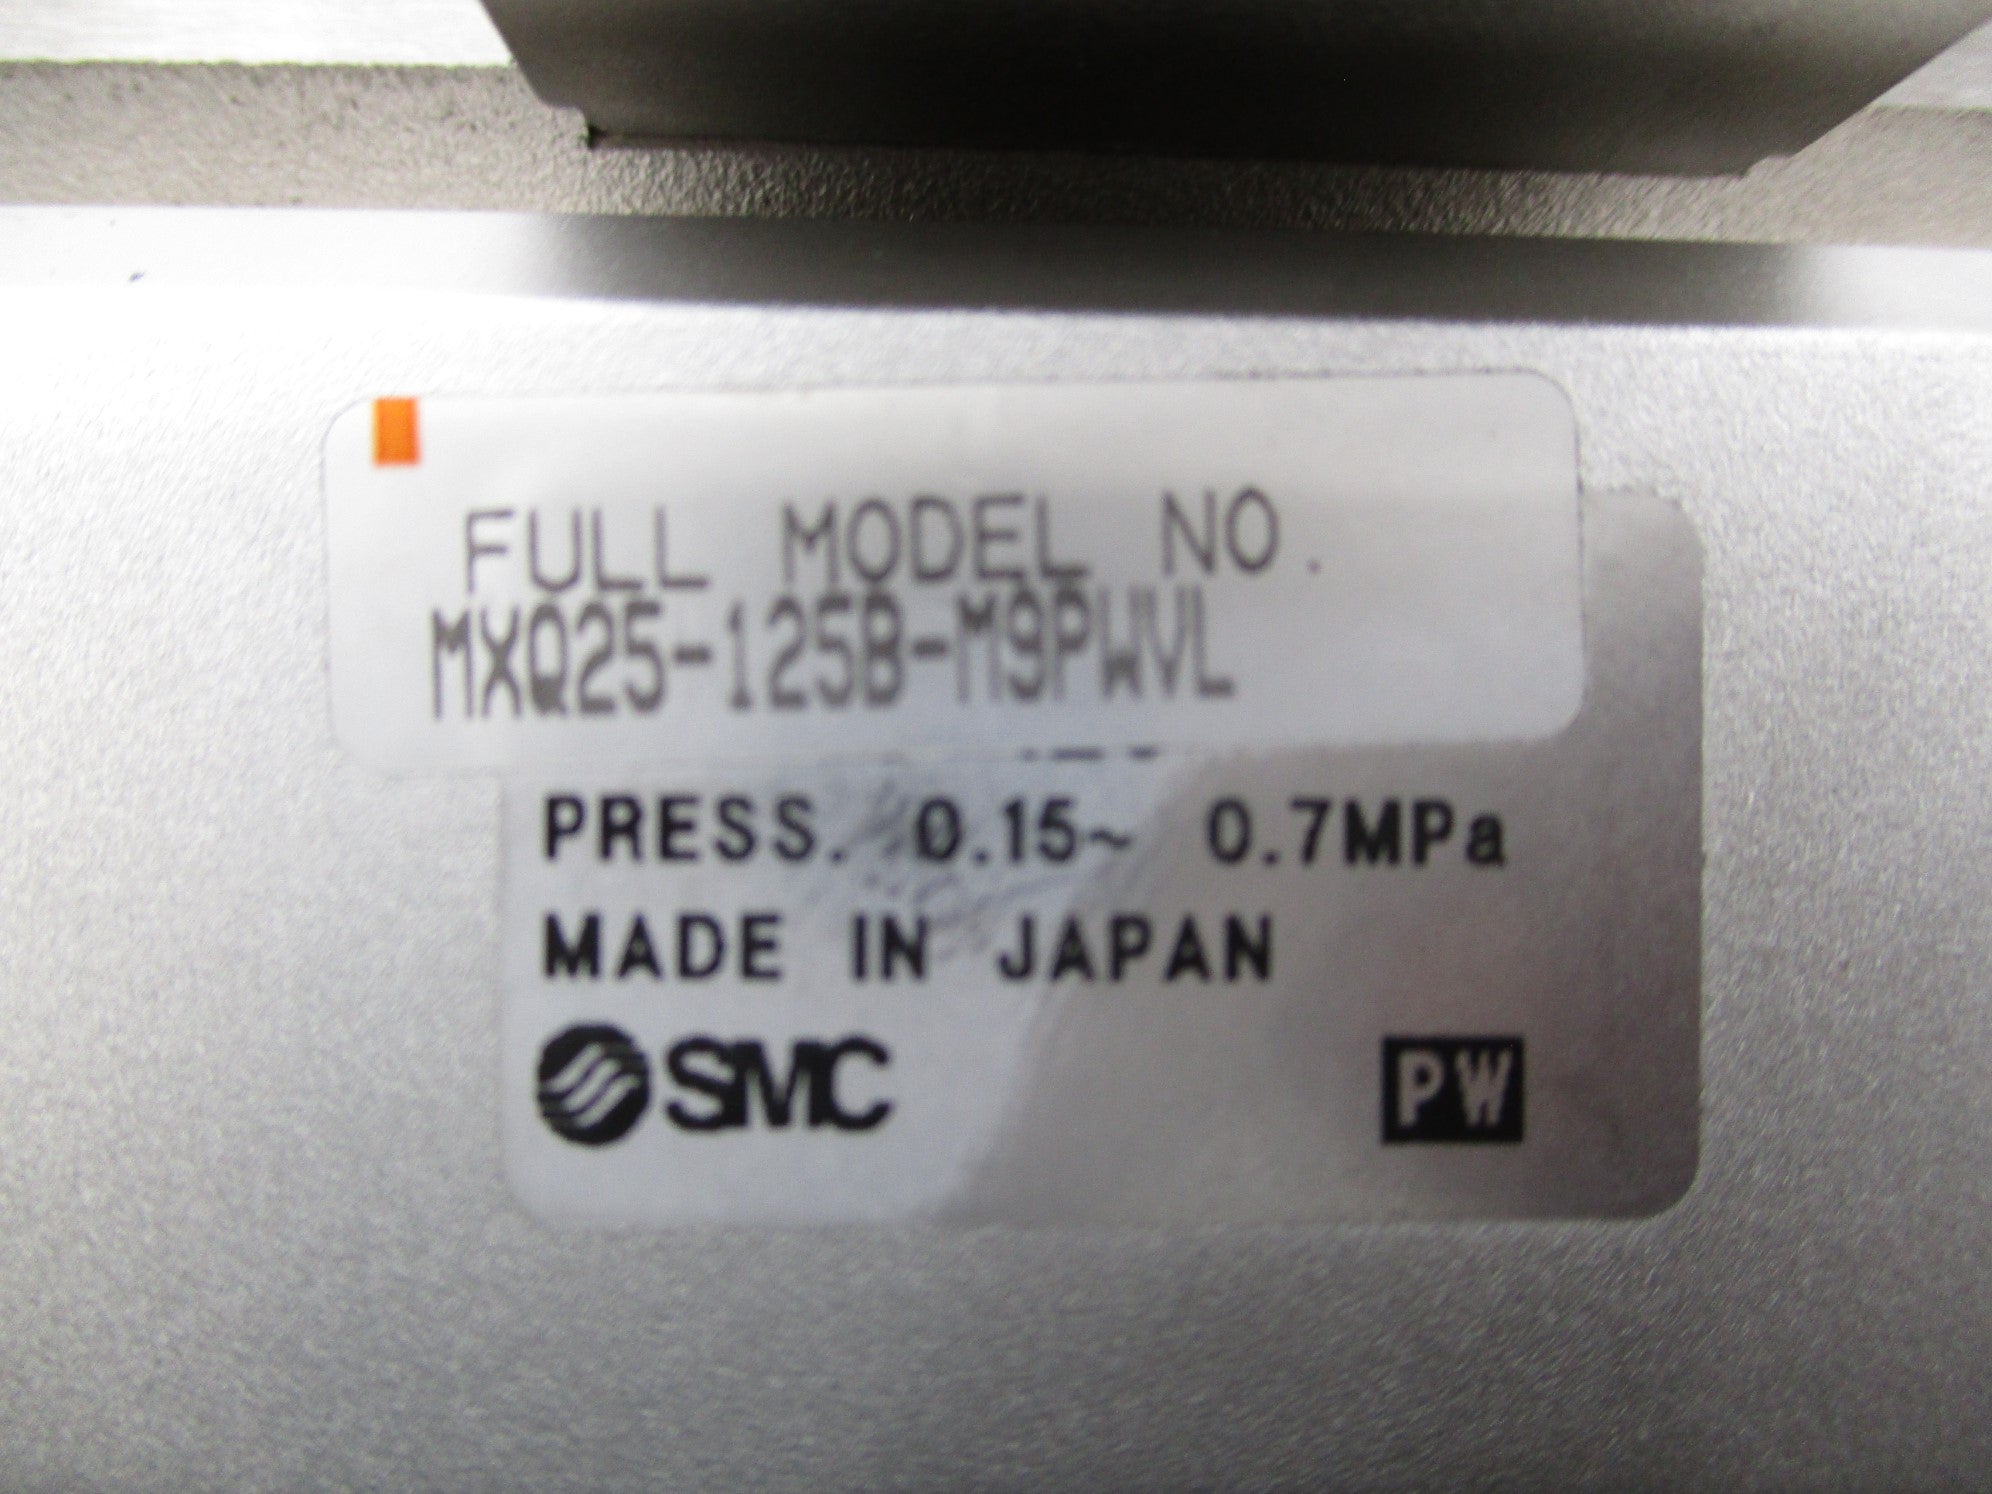 FULL MODEL NO.
MXQ25-125B-M9PWVL
PRESS. 0.15~ 0.7MPa
MADE IN JAPAN
SMC PW